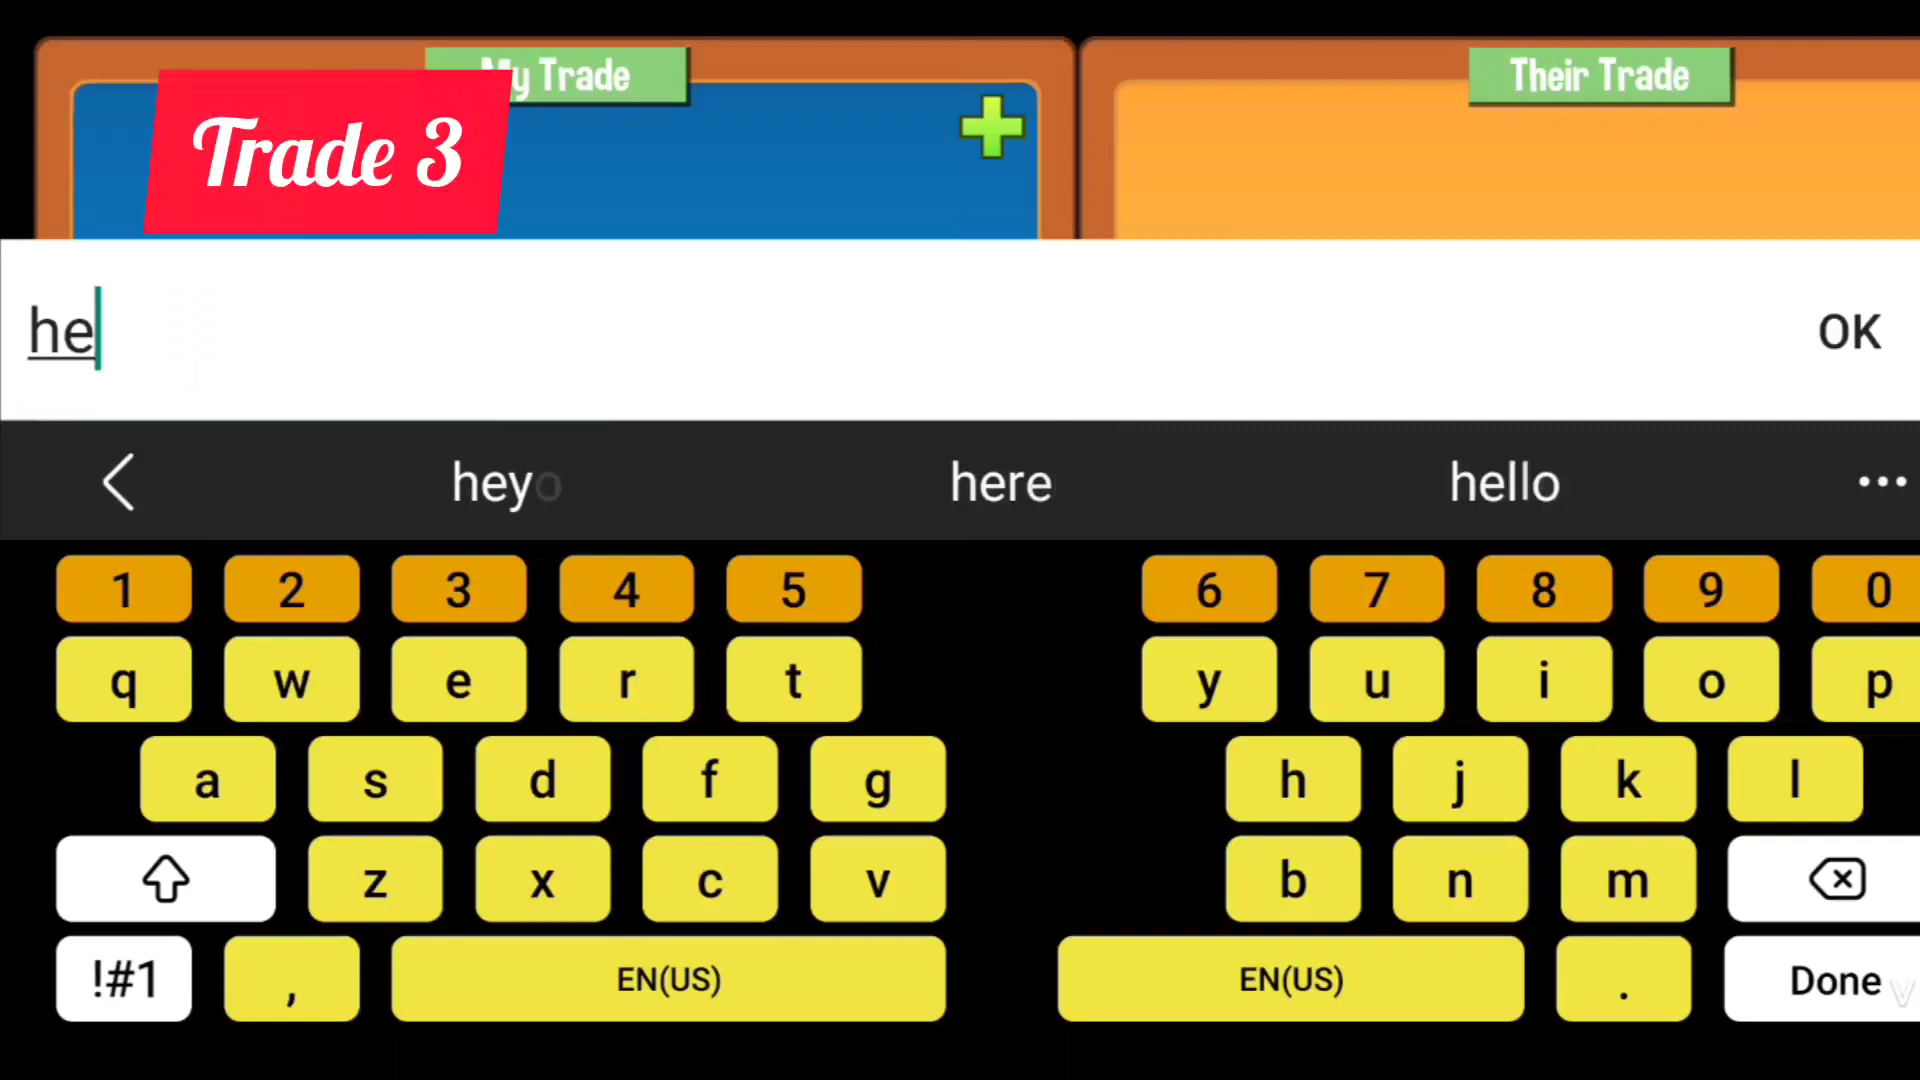 My Trade
Their Trade
Trade 3
he
OK
hey
here
hello
1 2 3 4 5 6 7 8 9 0
q w e r t y u i o p
a s d f g h j k l
z x c v b n m
!#1 , EN(US) EN(US) . Done